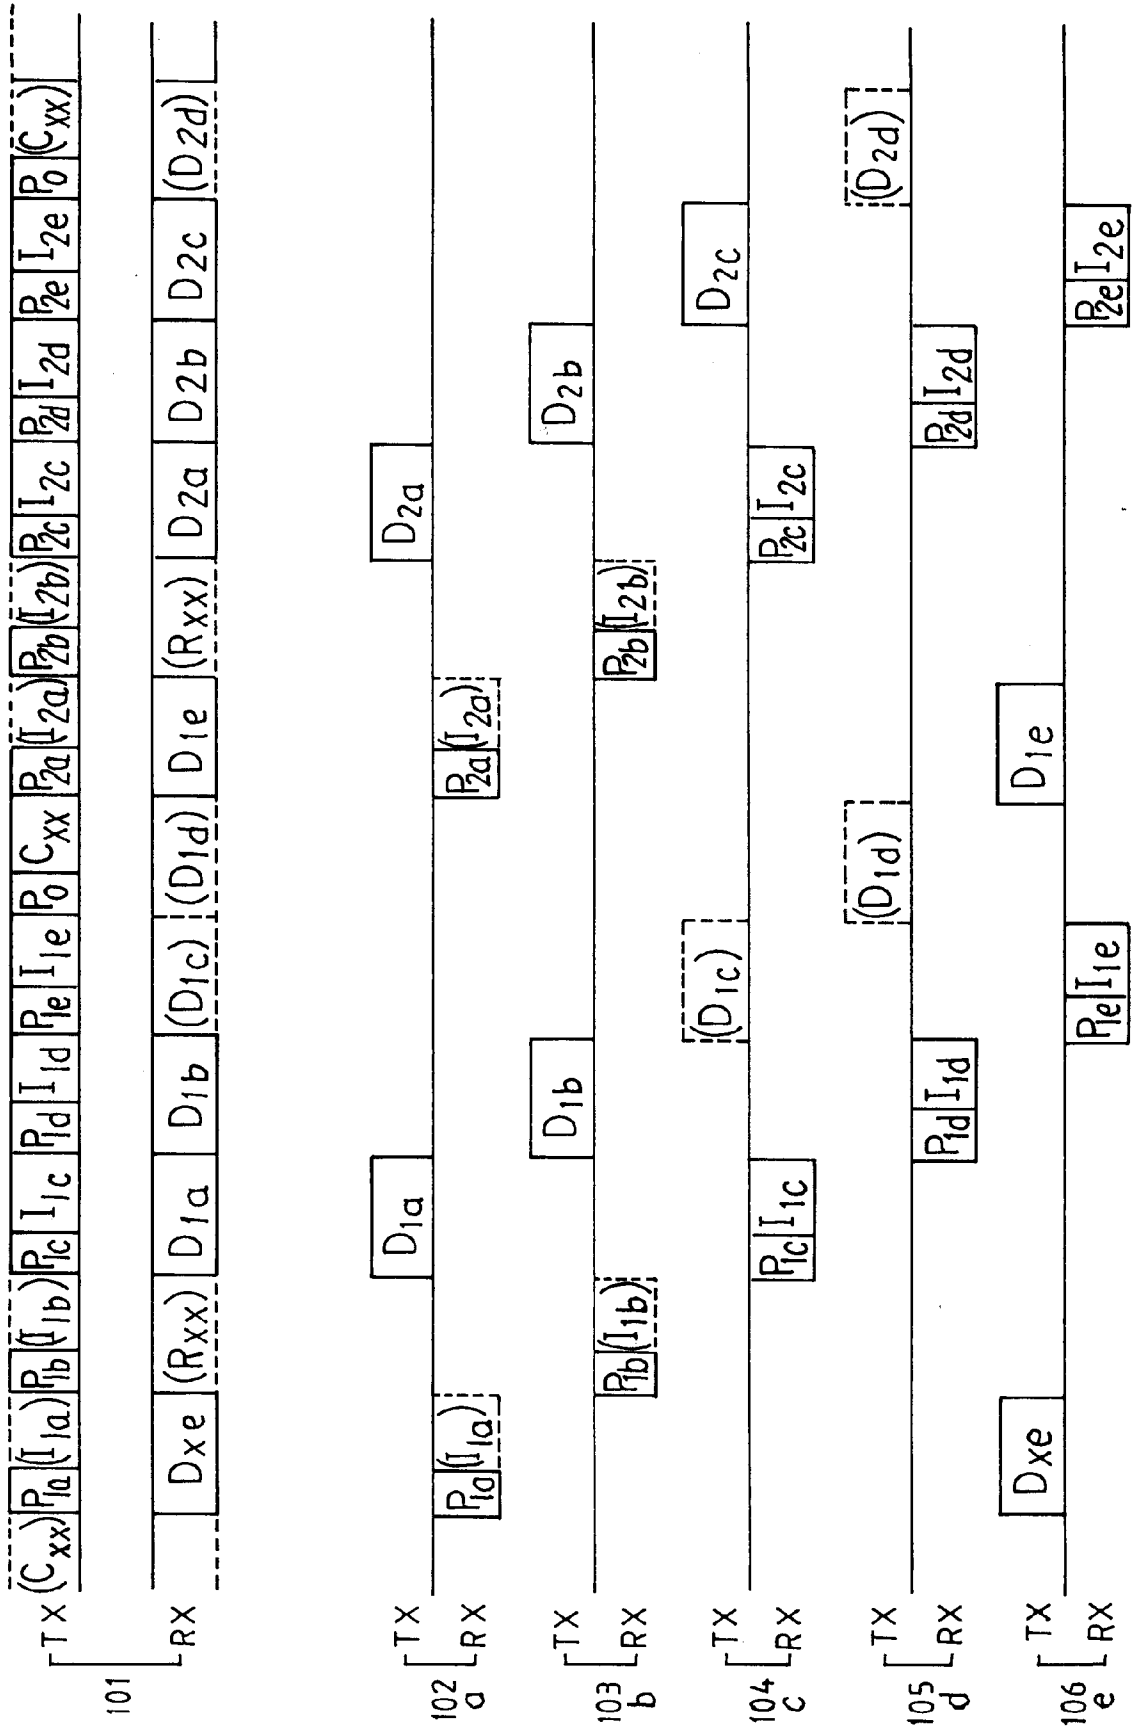 101
TX (Cxx) P1a (I1a) P1b (I1b) P1c I1c P1d I1d P1e I1e P0 Cxx P2a (I2a) P2b (I2b) P2c I2c P2d I2d P2e I2e P0 (Cxx)
RX Dxe (Rxx) D1a D1b (D1c) (D1d) D1e (Rxx) D2a D2b D2c (D2d)
102
a
TX D1a D2a
RX P1a (I1a) P2a (I2a)
103
b
TX D1b D2b
RX P1b (I1b) P2b (I2b)
104
c
TX (D1c) D2c
RX P1c I1c P2c I2c
105
d
TX (D1d) (D2d)
RX P1d I1d P2d I2d
106
e
TX Dxe D1e
RX P1e I1e P2e I2e